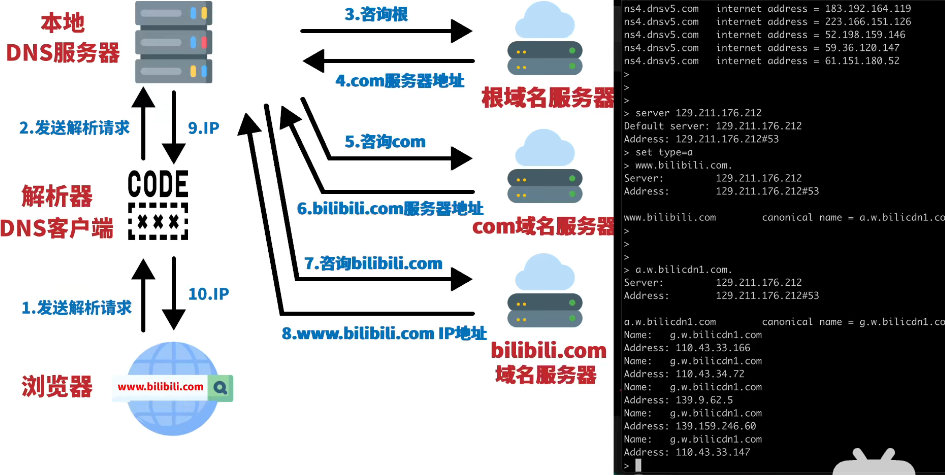 本地
DNS服务器
3.咨询根
4.com服务器地址
根域名服务器
2.发送解析请求
9.IP
5.咨询com
6.bilibili.com服务器地址
com域名服务器
解析器
DNS客户端
CODE
×××
7.咨询bilibili.com
8.www.bilibili.com IP地址
bilibili.com
域名服务器
1.发送解析请求
10.IP
浏览器
www.bilibili.com
ns4.dnsv5.com internet address = 183.192.164.119
ns4.dnsv5.com internet address = 223.166.151.126
ns4.dnsv5.com internet address = 52.198.159.146
ns4.dnsv5.com internet address = 59.36.120.147
ns4.dnsv5.com internet address = 61.151.180.52
>
>
>
> server 129.211.176.212
Default server: 129.211.176.212
Address: 129.211.176.212#53
> set type=a
> www.bilibili.com.
Server: 129.211.176.212
Address: 129.211.176.212#53
www.bilibili.com canonical name = a.w.bilicdn1.co
>
>
> a.w.bilicdn1.com.
Server: 129.211.176.212
Address: 129.211.176.212#53
a.w.bilicdn1.com canonical name = g.w.bilicdn1.co
Name: g.w.bilicdn1.com
Address: 110.43.33.166
Name: g.w.bilicdn1.com
Address: 110.43.34.72
Name: g.w.bilicdn1.com
Address: 139.9.62.5
Name: g.w.bilicdn1.com
Address: 139.159.246.60
Name: g.w.bilicdn1.com
Address: 110.43.33.147
>